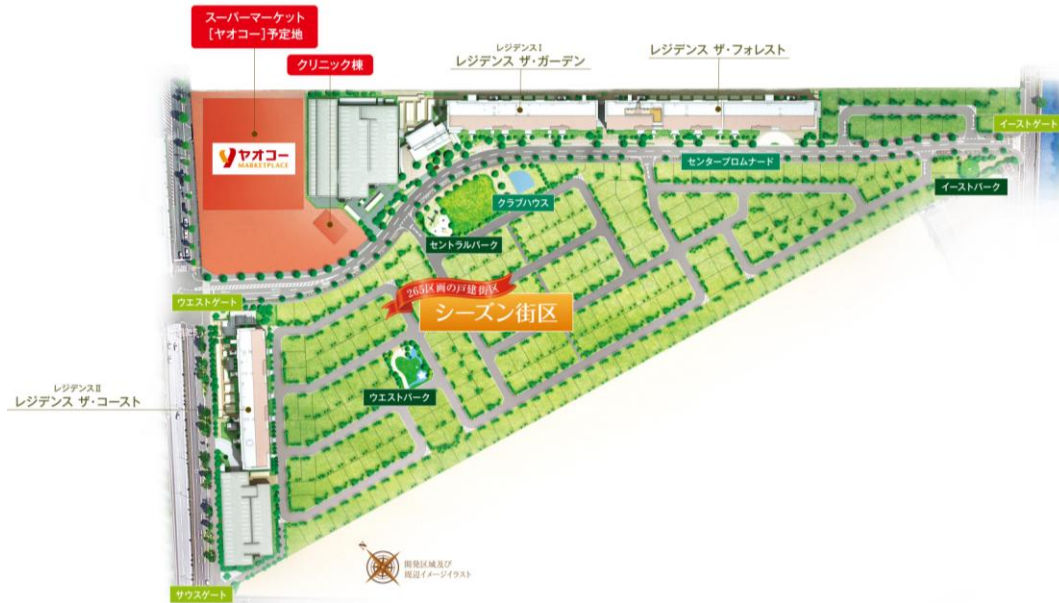 スーパーマーケット
[ヤオコー]予定地
クリニック棟
ヤオコー
MARKETPLACE
レジデンスⅠ
レジデンス ザ・ガーデン
レジデンス ザ・フォレスト
イーストゲート
センタープロムナード
イーストパーク
クラブハウス
セントラルパーク
265区画の戸建街区
シーズン街区
ウエストゲート
ウエストパーク
レジデンスⅡ
レジデンス ザ・コースト
N
開発区域及び
周辺イメージイラスト
サウスゲート